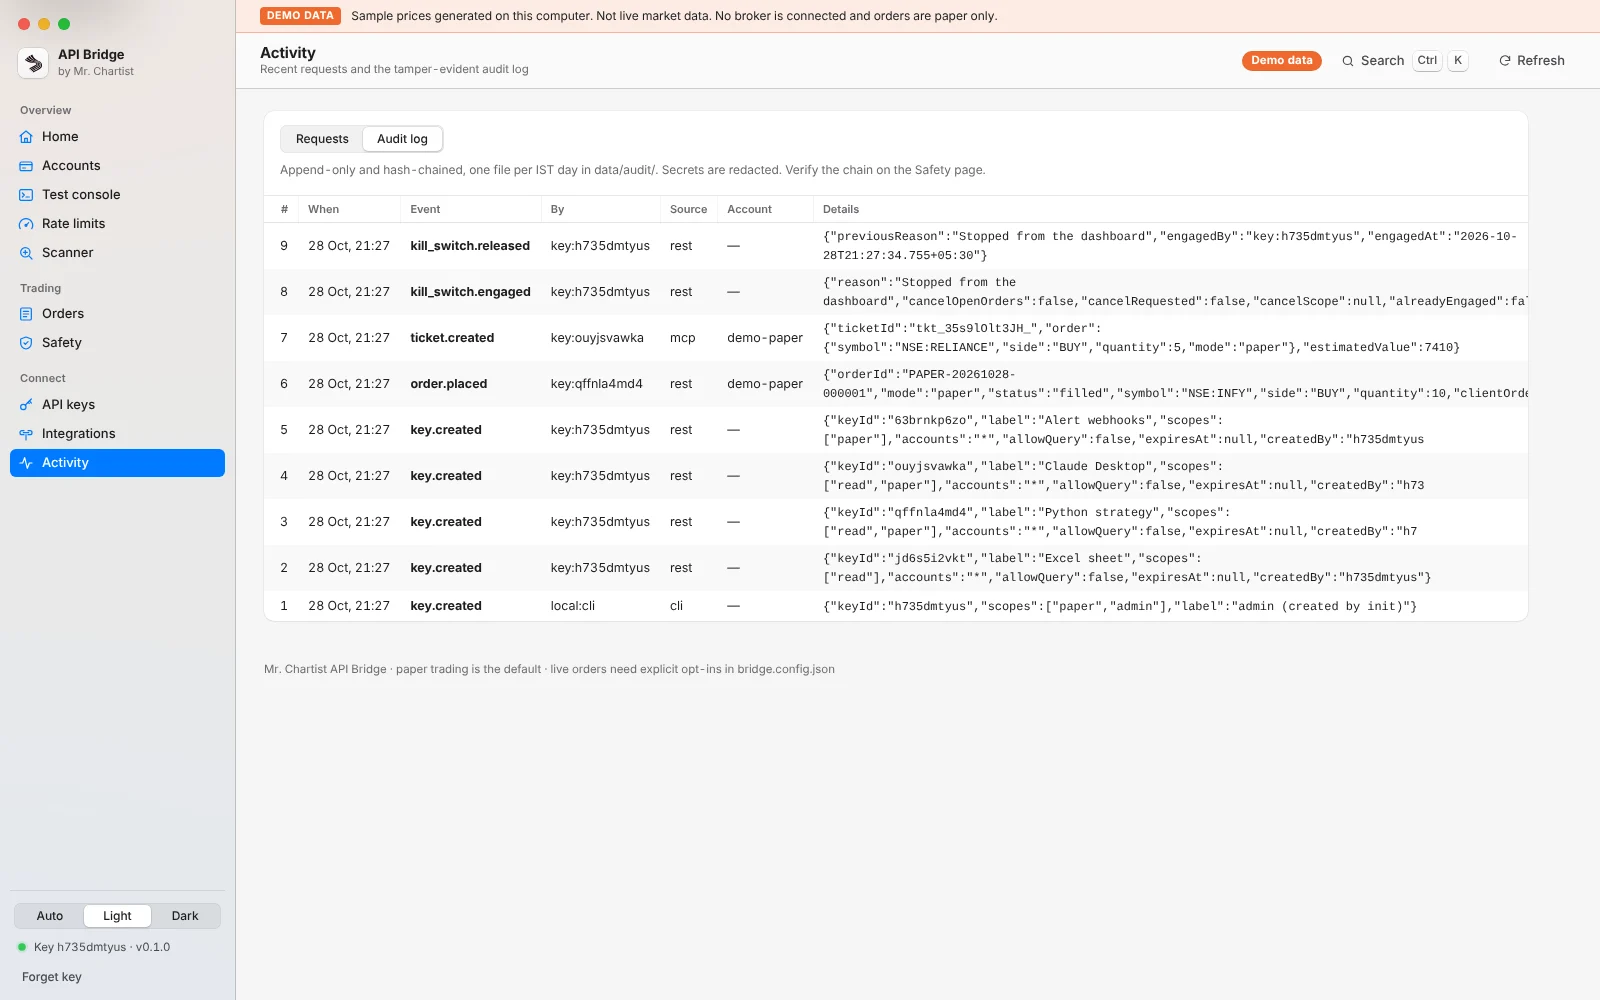 DEMO DATA Sample prices generated on this computer. Not live market data. No broker is connected and orders are paper only.
API Bridge
by Mr. Chartist
Overview
Home
Accounts
Test console
Rate limits
Scanner
Trading
Orders
Safety
Connect
API keys
Integrations
Activity
Auto Light Dark
Key h735dmtyus · v0.1.0
Forget key
Activity
Recent requests and the tamper-evident audit log
Demo data Search Ctrl K Refresh
Requests Audit log
Append-only and hash-chained, one file per IST day in data/audit/. Secrets are redacted. Verify the chain on the Safety page.
# When Event By Source Account Details
9 28 Oct, 21:27 kill_switch.released key:h735dmtyus rest — {"previousReason":"Stopped from the dashboard","engagedBy":"key:h735dmtyus","engagedAt":"2026-10-
28T21:27:34.755+05:30"}
8 28 Oct, 21:27 kill_switch.engaged key:h735dmtyus rest — {"reason":"Stopped from the
dashboard","cancelOpenOrders":false,"cancelRequested":false,"cancelScope":null,"alreadyEngaged":fal
7 28 Oct, 21:27 ticket.created key:ouyjsvawka mcp demo-paper {"ticketId":"tkt_35s9lOlt3JH_","order":
{"symbol":"NSE:RELIANCE","side":"BUY","quantity":5,"mode":"paper"},"estimatedValue":7410}
6 28 Oct, 21:27 order.placed key:qffnla4md4 rest demo-paper {"orderId":"PAPER-20261028-
000001","mode":"paper","status":"filled","symbol":"NSE:INFY","side":"BUY","quantity":10,"clientOrde
5 28 Oct, 21:27 key.created key:h735dmtyus rest — {"keyId":"63brnkp6zo","label":"Alert webhooks","scopes":
["paper"],"accounts":"*","allowQuery":false,"expiresAt":null,"createdBy":"h735dmtyus
4 28 Oct, 21:27 key.created key:h735dmtyus rest — {"keyId":"ouyjsvawka","label":"Claude Desktop","scopes":
["read","paper"],"accounts":"*","allowQuery":false,"expiresAt":null,"createdBy":"h73
3 28 Oct, 21:27 key.created key:h735dmtyus rest — {"keyId":"qffnla4md4","label":"Python strategy","scopes":
["read","paper"],"accounts":"*","allowQuery":false,"expiresAt":null,"createdBy":"h7
2 28 Oct, 21:27 key.created key:h735dmtyus rest — {"keyId":"jd6s5i2vkt","label":"Excel sheet","scopes":
["read"],"accounts":"*","allowQuery":false,"expiresAt":null,"createdBy":"h735dmtyus"}
1 28 Oct, 21:27 key.created local:cli cli — {"keyId":"h735dmtyus","scopes":["paper","admin"],"label":"admin (created by init)"}
Mr. Chartist API Bridge · paper trading is the default · live orders need explicit opt-ins in bridge.config.json